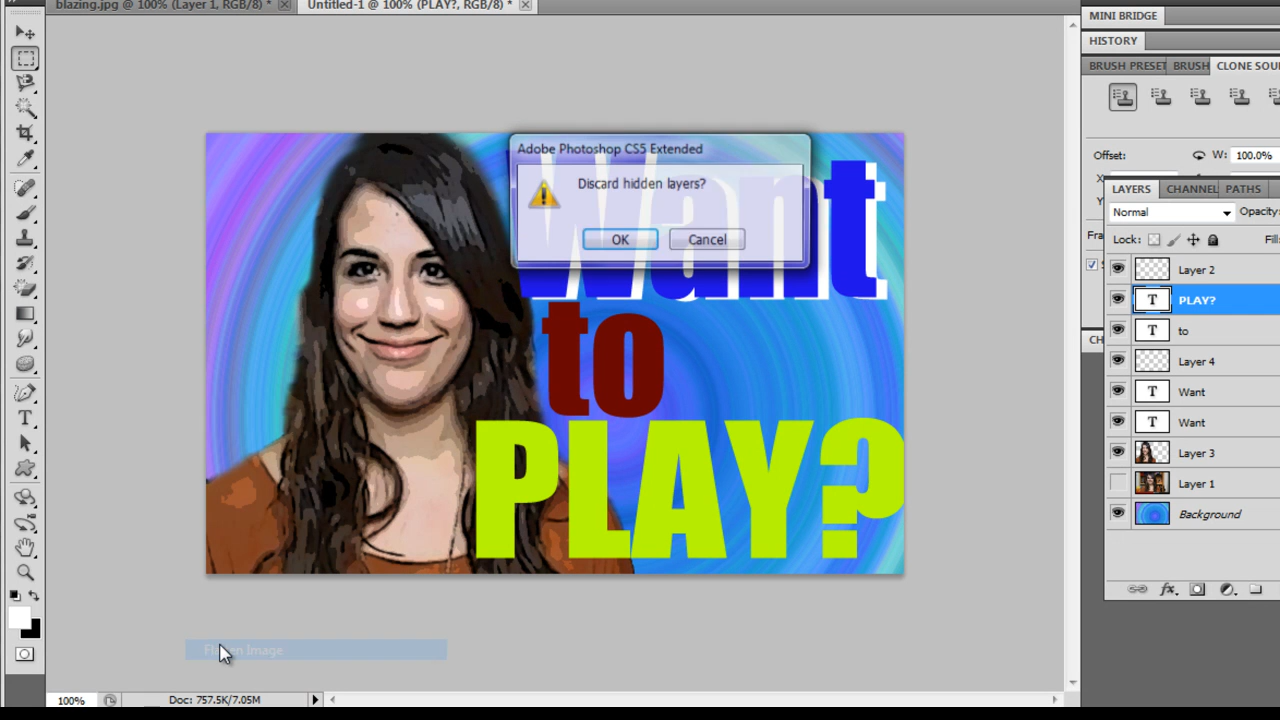 blazing.jpg @ 100% (Layer 1, RGB/8) *
Untitled-1 @ 100% (PLAY?, RGB/8) *
MINI BRIDGE
HISTORY
BRUSH PRESET BRUSH CLONE SOU
Offset: W: 100.0%
X
Y
Fra
S
CH
LAYERS CHANNEL PATHS
Normal Opacity:
Lock: Fill:
Layer 2
T PLAY?
T to
Layer 4
T Want
T Want
Layer 3
Layer 1
Background
fx
Adobe Photoshop CS5 Extended
Discard hidden layers?
OK Cancel
Want
to
PLAY?
T
Flatten Image
100% Doc: 757.5K/7.05M